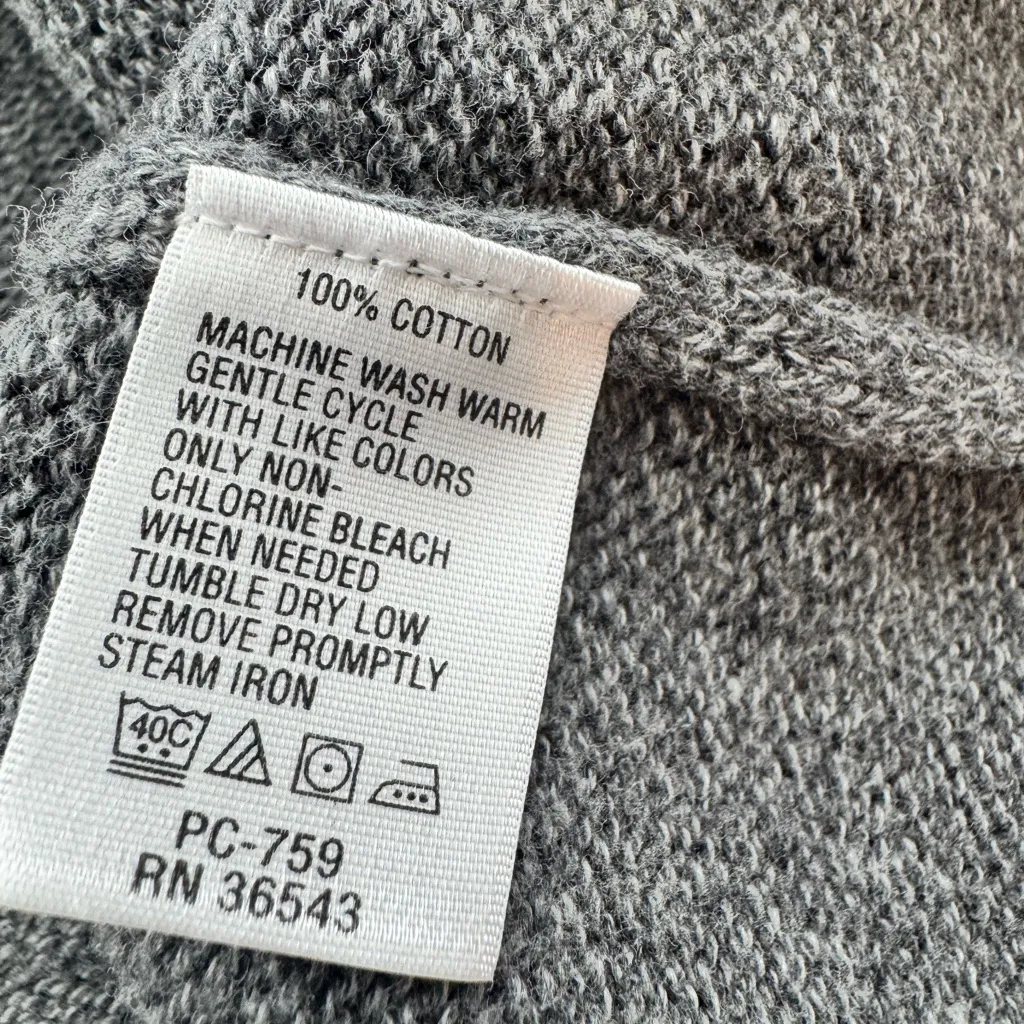 100% COTTON
MACHINE WASH WARM
GENTLE CYCLE
WITH LIKE COLORS
ONLY NON-
CHLORINE BLEACH
WHEN NEEDED
TUMBLE DRY LOW
REMOVE PROMPTLY
STEAM IRON
40C
PC-759
RN 36543